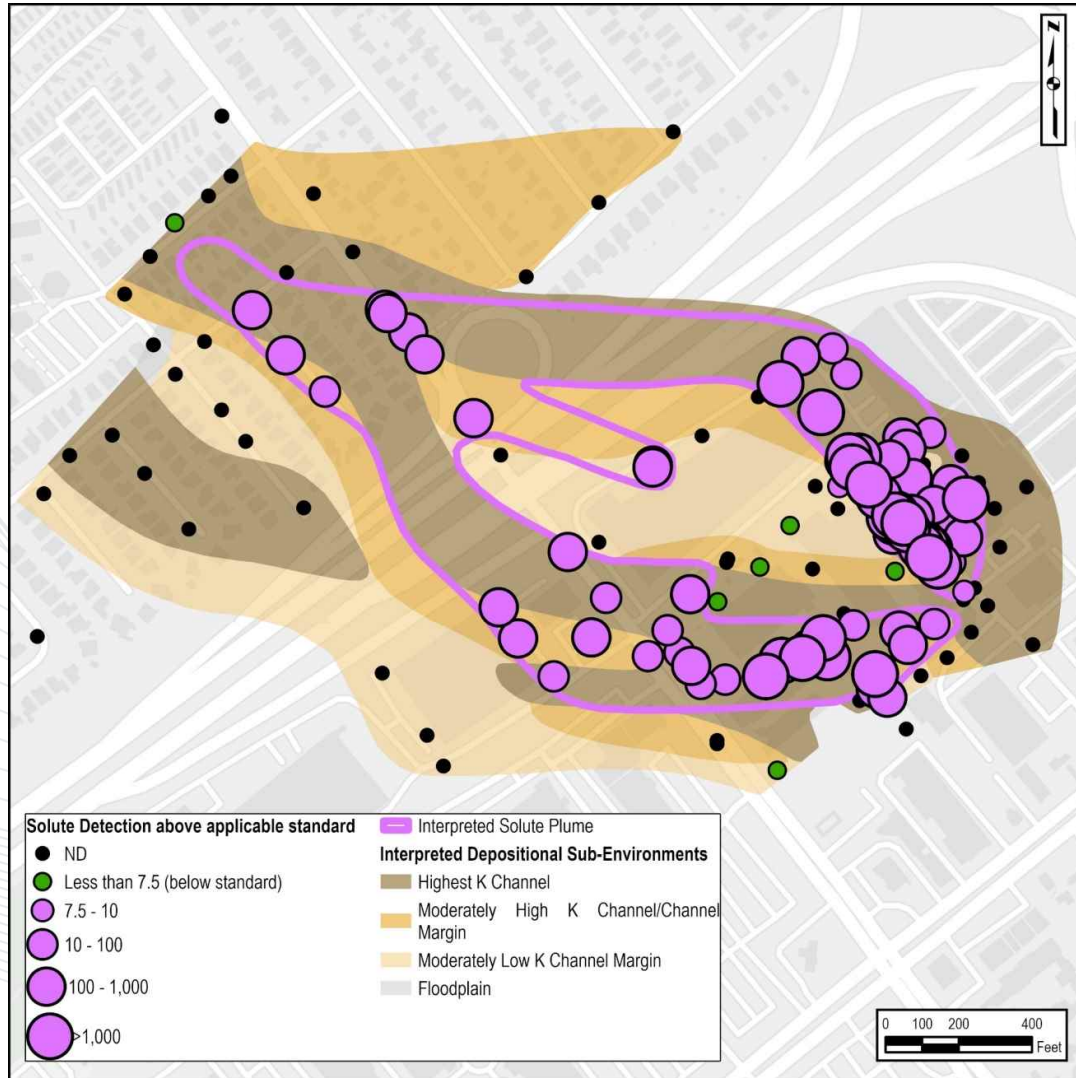 N
Solute Detection above applicable standard
ND
Less than 7.5 (below standard)
7.5 - 10
10 - 100
100 - 1,000
>1,000
Interpreted Solute Plume
Interpreted Depositional Sub-Environments
Highest K Channel
Moderately High K Channel/Channel
Margin
Moderately Low K Channel Margin
Floodplain
0 100 200 400
Feet